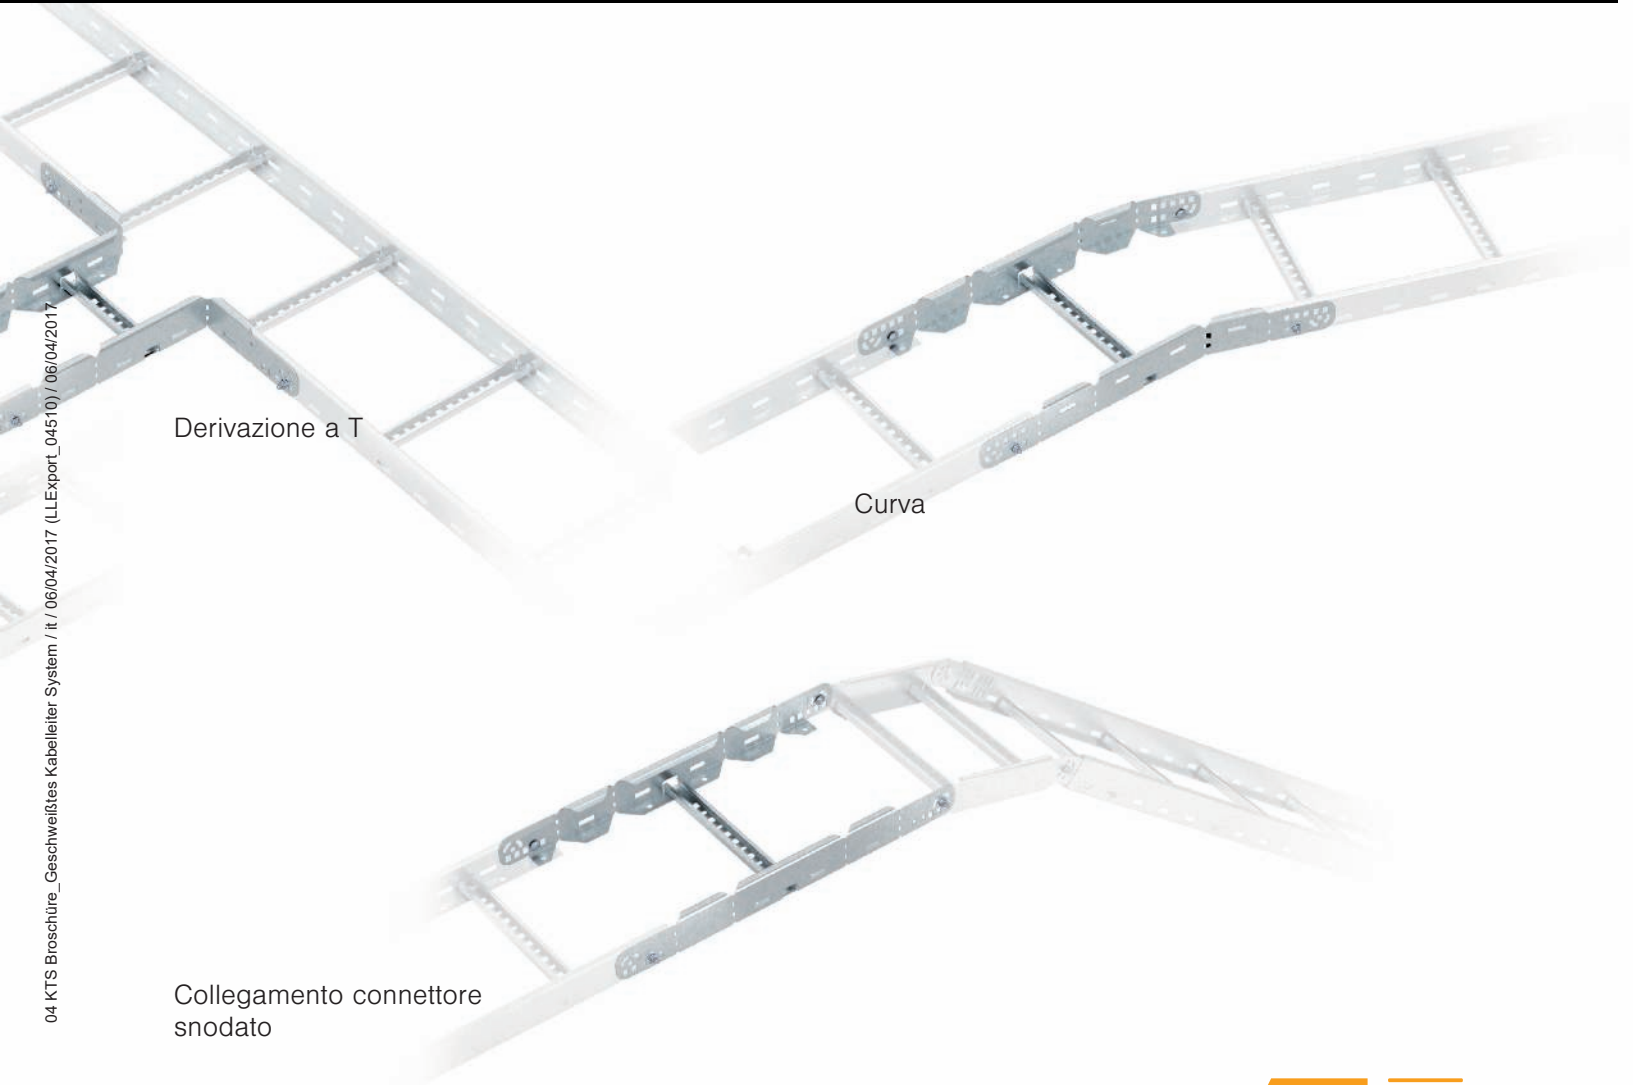 Derivazione a T
Curva
Collegamento connettore
snodato
04 KTS Broschüre_Geschweißtes Kabelleiter System / it / 06/04/2017 (LLExport_04510) / 06/04/2017